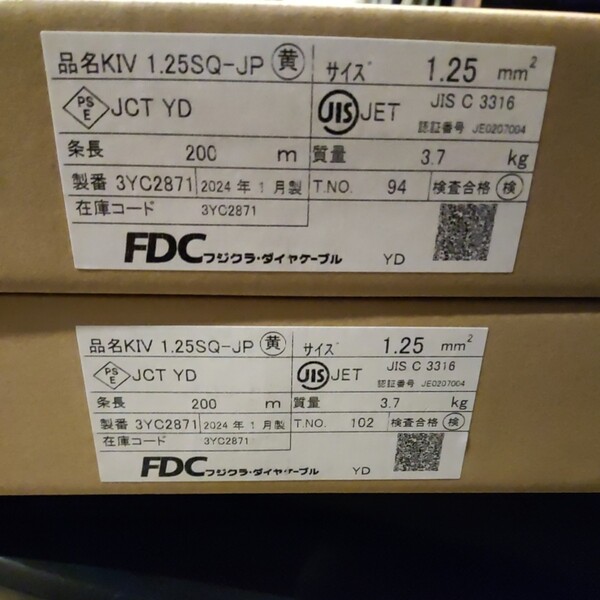 品名KIV 1.25SQ-JP 黄 サイズ 1.25 mm²
PSE JCT YD JIS JET JIS C 3316
認証番号 JE0207004
条長 200 m 質量 3.7 kg
製番 3YC2871 2024 年 1 月製 T.NO. 94 検査合格 検
在庫コード 3YC2871
FDC フジクラ・ダイヤケーブル YD
品名KIV 1.25SQ-JP 黄 サイズ 1.25 mm²
PSE JCT YD JIS JET JIS C 3316
認証番号 JE0207004
条長 200 m 質量 3.7 kg
製番 3YC2871 2024 年 1 月製 T.NO. 102 検査合格 検
在庫コード 3YC2871
FDC フジクラ・ダイヤケーブル YD